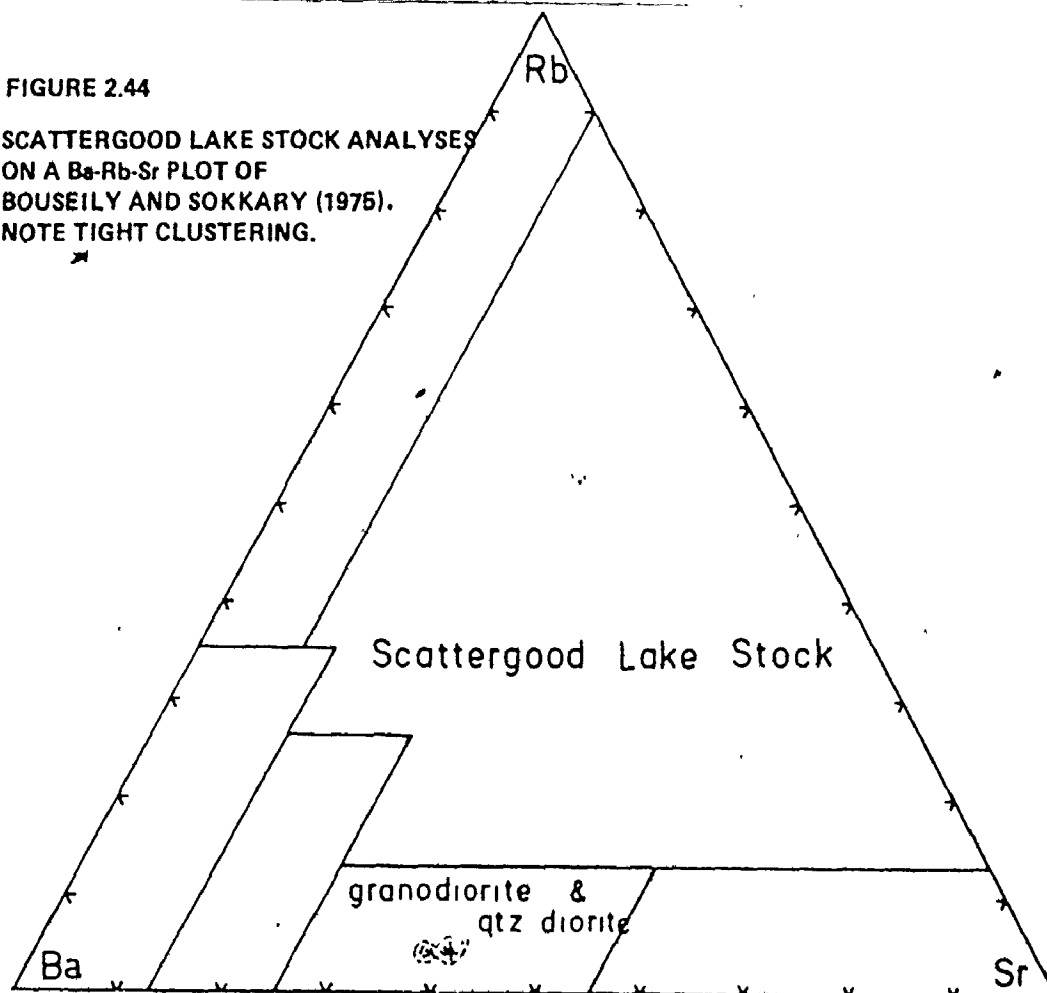 FIGURE 2.44
SCATTERGOOD LAKE STOCK ANALYSES
ON A Ba-Rb-Sr PLOT OF
BOUSEILY AND SOKKARY (1975).
NOTE TIGHT CLUSTERING.
Rb
Scattergood Lake Stock
granodiorite &
qtz diorite
Ba
Sr